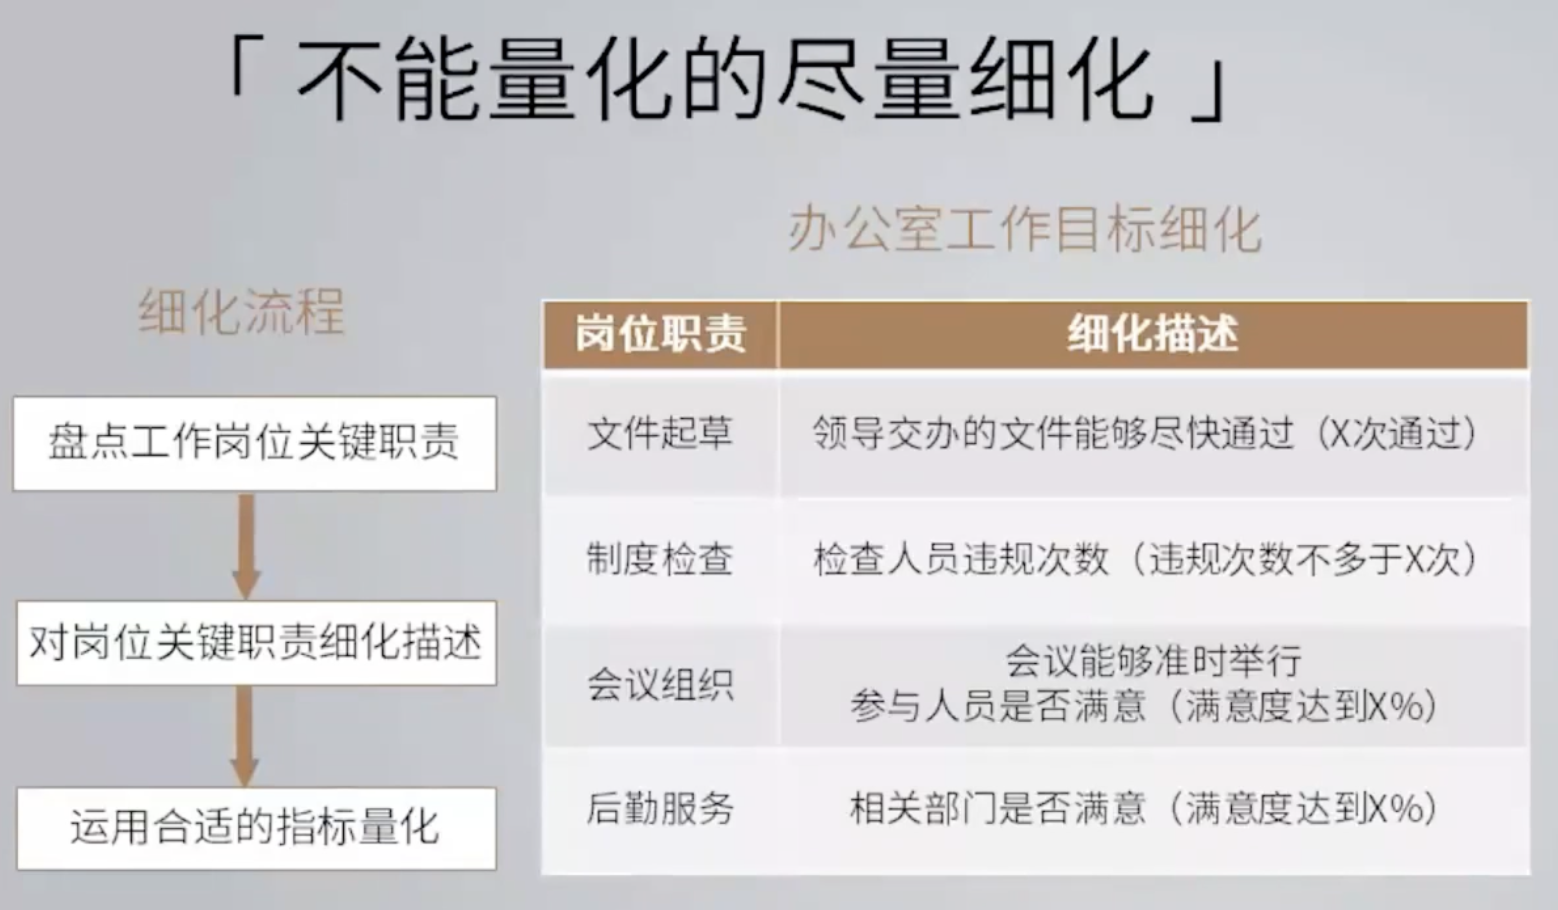 「 不能量化的尽量细化 」
细化流程
盘点工作岗位关键职责
对岗位关键职责细化描述
运用合适的指标量化
办公室工作目标细化
岗位职责 细化描述
文件起草 领导交办的文件能够尽快通过（X次通过）
制度检查 检查人员违规次数（违规次数不多于X次）
会议组织 会议能够准时举行
参与人员是否满意（满意度达到X%）
后勤服务 相关部门是否满意（满意度达到X%）